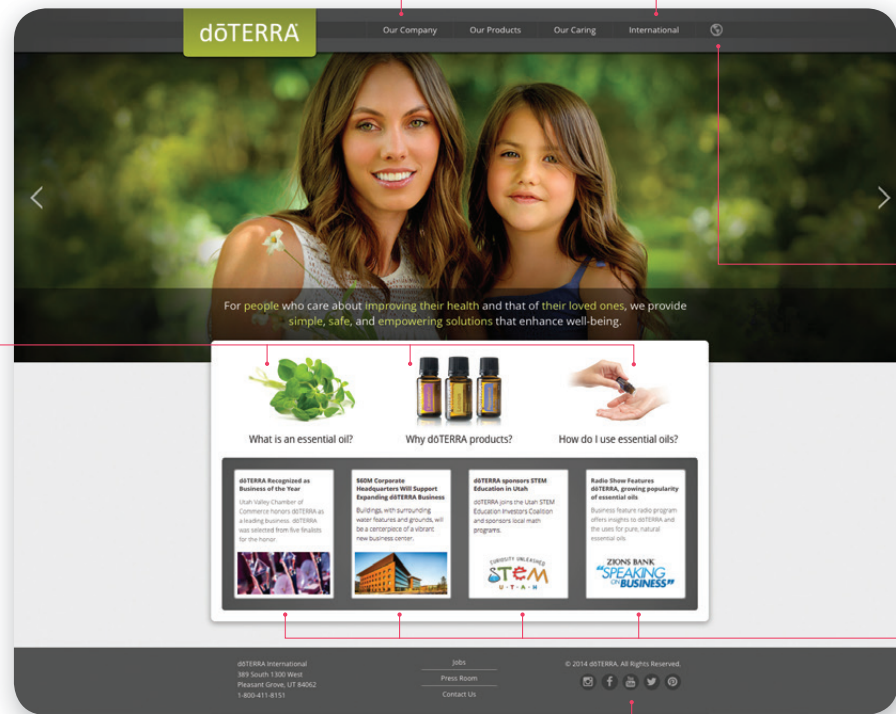 dōTERRA
Our Company
Our Products
Our Caring
International
For people who care about improving their health and that of their loved ones, we provide
simple, safe, and empowering solutions that enhance well-being.
What is an essential oil?
Why dōTERRA products?
How do I use essential oils?
dōTERRA Recognized as
Business of the Year
Utah Valley Chamber of
Commerce honors dōTERRA as
a leading business. dōTERRA
was selected from five finalists
for the honor.
$60M Corporate
Headquarters Will Support
Expanding dōTERRA Business
Buildings, with surrounding
water features and grounds, will
be a centerpiece of a vibrant
new business center.
dōTERRA sponsors STEM
Education in Utah
dōTERRA joins the Utah STEM
Education Investors Coalition
and sponsors local math
programs.
CURIOSITY UNLEASHED
STEM
U·T·A·H
Radio Show Features
dōTERRA, growing popularity
of essential oils
Business feature radio program
offers insights to dōTERRA and
the uses for pure, natural
essential oils.
ZIONS BANK
"SPEAKING
ON BUSINESS"
dōTERRA International
389 South 1300 West
Pleasant Grove, UT 84062
1-800-411-8151
Jobs
Press Room
Contact Us
© 2014 dōTERRA. All Rights Reserved.